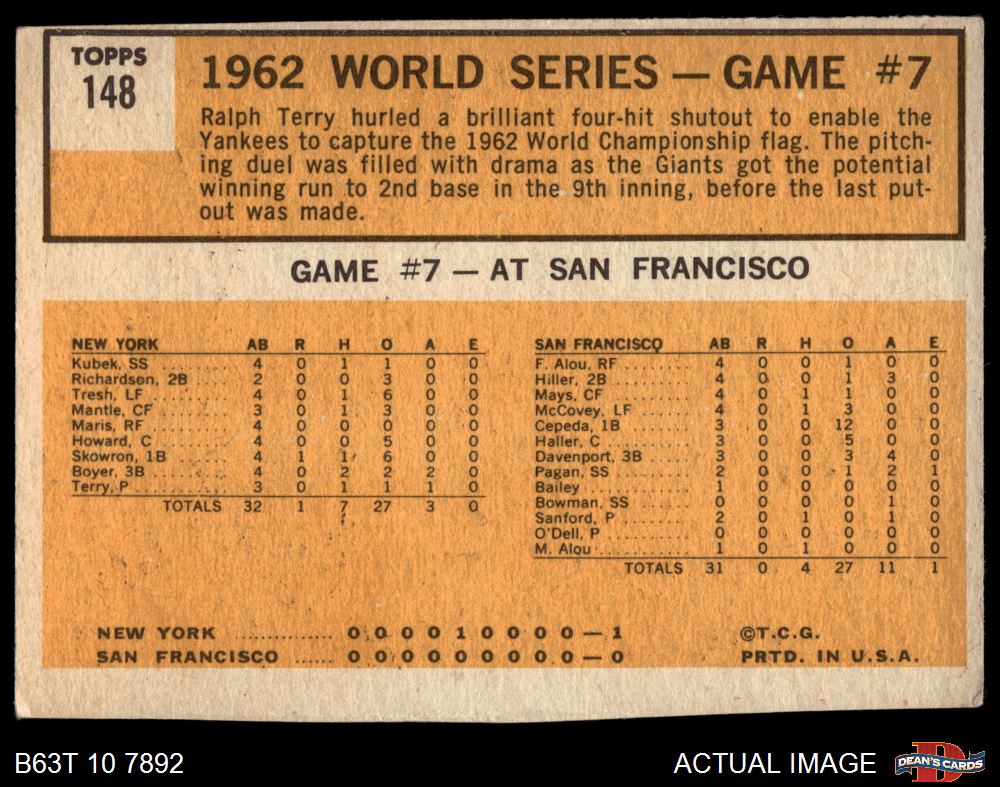 TOPPS
148
1962 WORLD SERIES — GAME #7
Ralph Terry hurled a brilliant four-hit shutout to enable the
Yankees to capture the 1962 World Championship flag. The pitch-
ing duel was filled with drama as the Giants got the potential
winning run to 2nd base in the 9th inning, before the last put-
out was made.
GAME #7 — AT SAN FRANCISCO
NEW YORK AB R H O A E
Kubek, SS ........ 4 0 1 1 0 0
Richardson, 2B .... 2 0 0 3 0 0
Tresh, LF ........ 4 0 1 6 0 0
Mantle, CF ....... 3 0 1 3 0 0
Maris, RF ........ 4 0 0 0 0 0
Howard, C ........ 4 0 0 5 0 0
Skowron, 1B ...... 4 1 1 6 0 0
Boyer, 3B ........ 4 0 2 2 2 0
Terry, P ......... 3 0 1 1 1 0
TOTALS 32 1 7 27 3 0
SAN FRANCISCO AB R H O A E
F. Alou, RF ....... 4 0 0 1 0 0
Hiller, 2B ........ 4 0 0 1 3 0
Mays, CF ......... 4 0 1 1 0 0
McCovey, LF ...... 4 0 1 3 0 0
Cepeda, 1B ....... 3 0 0 12 0 0
Haller, C ......... 3 0 0 5 0 0
Davenport, 3B .... 3 0 0 3 4 0
Pagan, SS ........ 2 0 0 1 2 1
Bailey ........... 1 0 0 0 0 0
Bowman, SS ...... 0 0 0 0 1 0
Sanford, P ....... 2 0 1 0 1 0
O'Dell, P ......... 0 0 0 0 0 0
M. Alou .......... 1 0 1 0 0 0
TOTALS 31 0 4 27 11 1
NEW YORK .............. 0 0 0 0 1 0 0 0 0 — 1
SAN FRANCISCO ...... 0 0 0 0 0 0 0 0 0 — 0
©T.C.G.
PRTD. IN U.S.A.
B63T 10 7892
ACTUAL IMAGE
D
DEAN'S CARDS